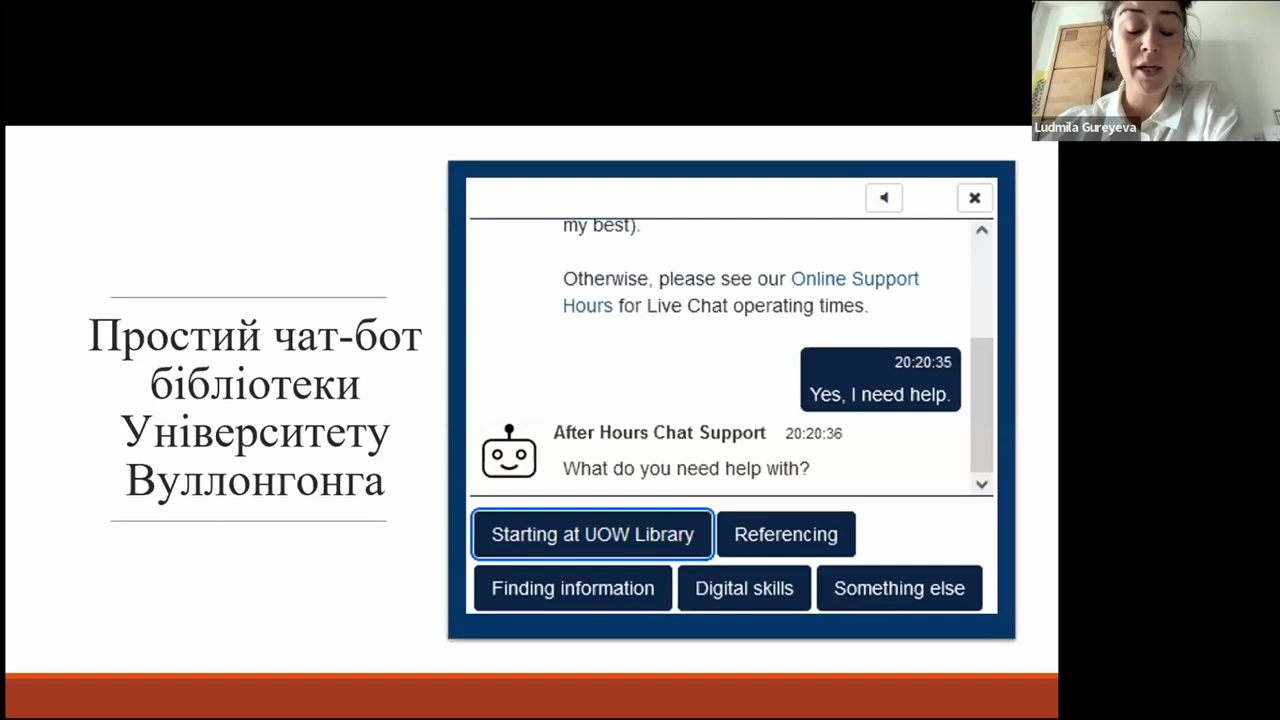 Ludmila Gureyeva
Простий чат-бот
бібліотеки
Університету
Вуллонгонга
my best).
Otherwise, please see our Online Support
Hours for Live Chat operating times.
20:20:35
Yes, I need help.
After Hours Chat Support 20:20:36
What do you need help with?
Starting at UOW Library Referencing
Finding information Digital skills Something else